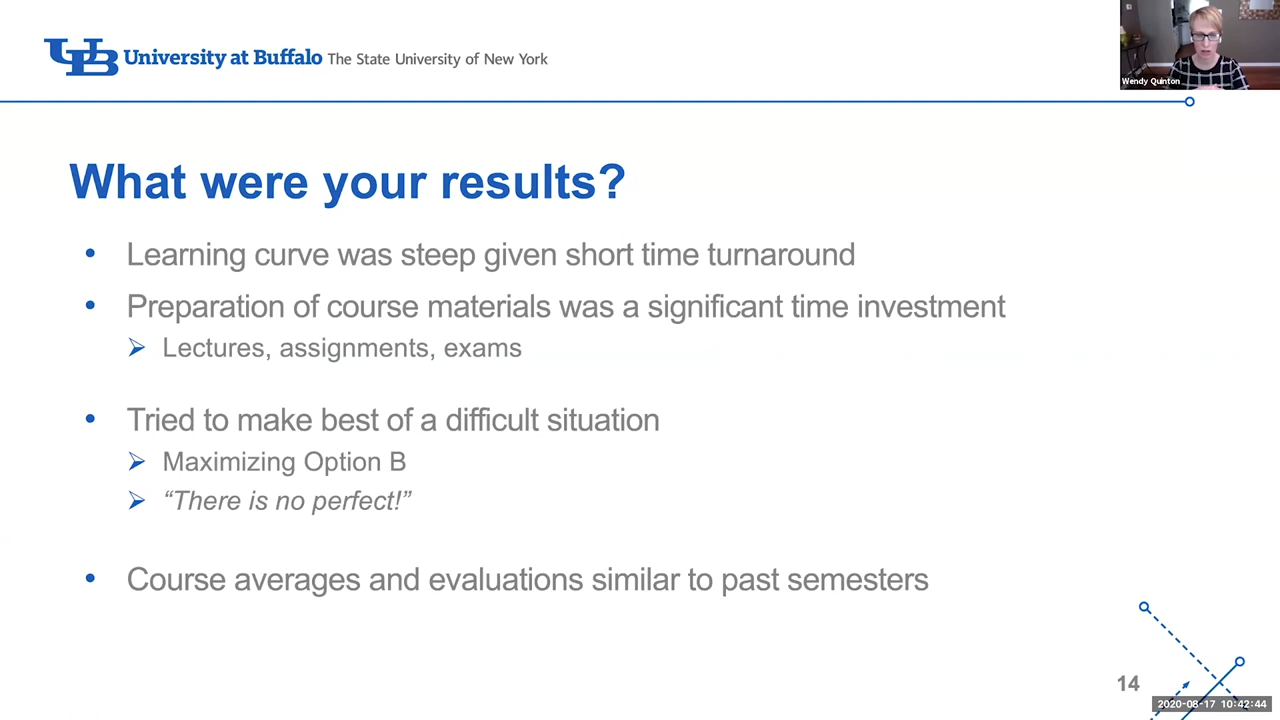 UB University at Buffalo The State University of New York
Wendy Quinton
What were your results?
Learning curve was steep given short time turnaround
Preparation of course materials was a significant time investment
Lectures, assignments, exams
Tried to make best of a difficult situation
Maximizing Option B
“There is no perfect!”
Course averages and evaluations similar to past semesters
14
2020-08-17 10:42:44